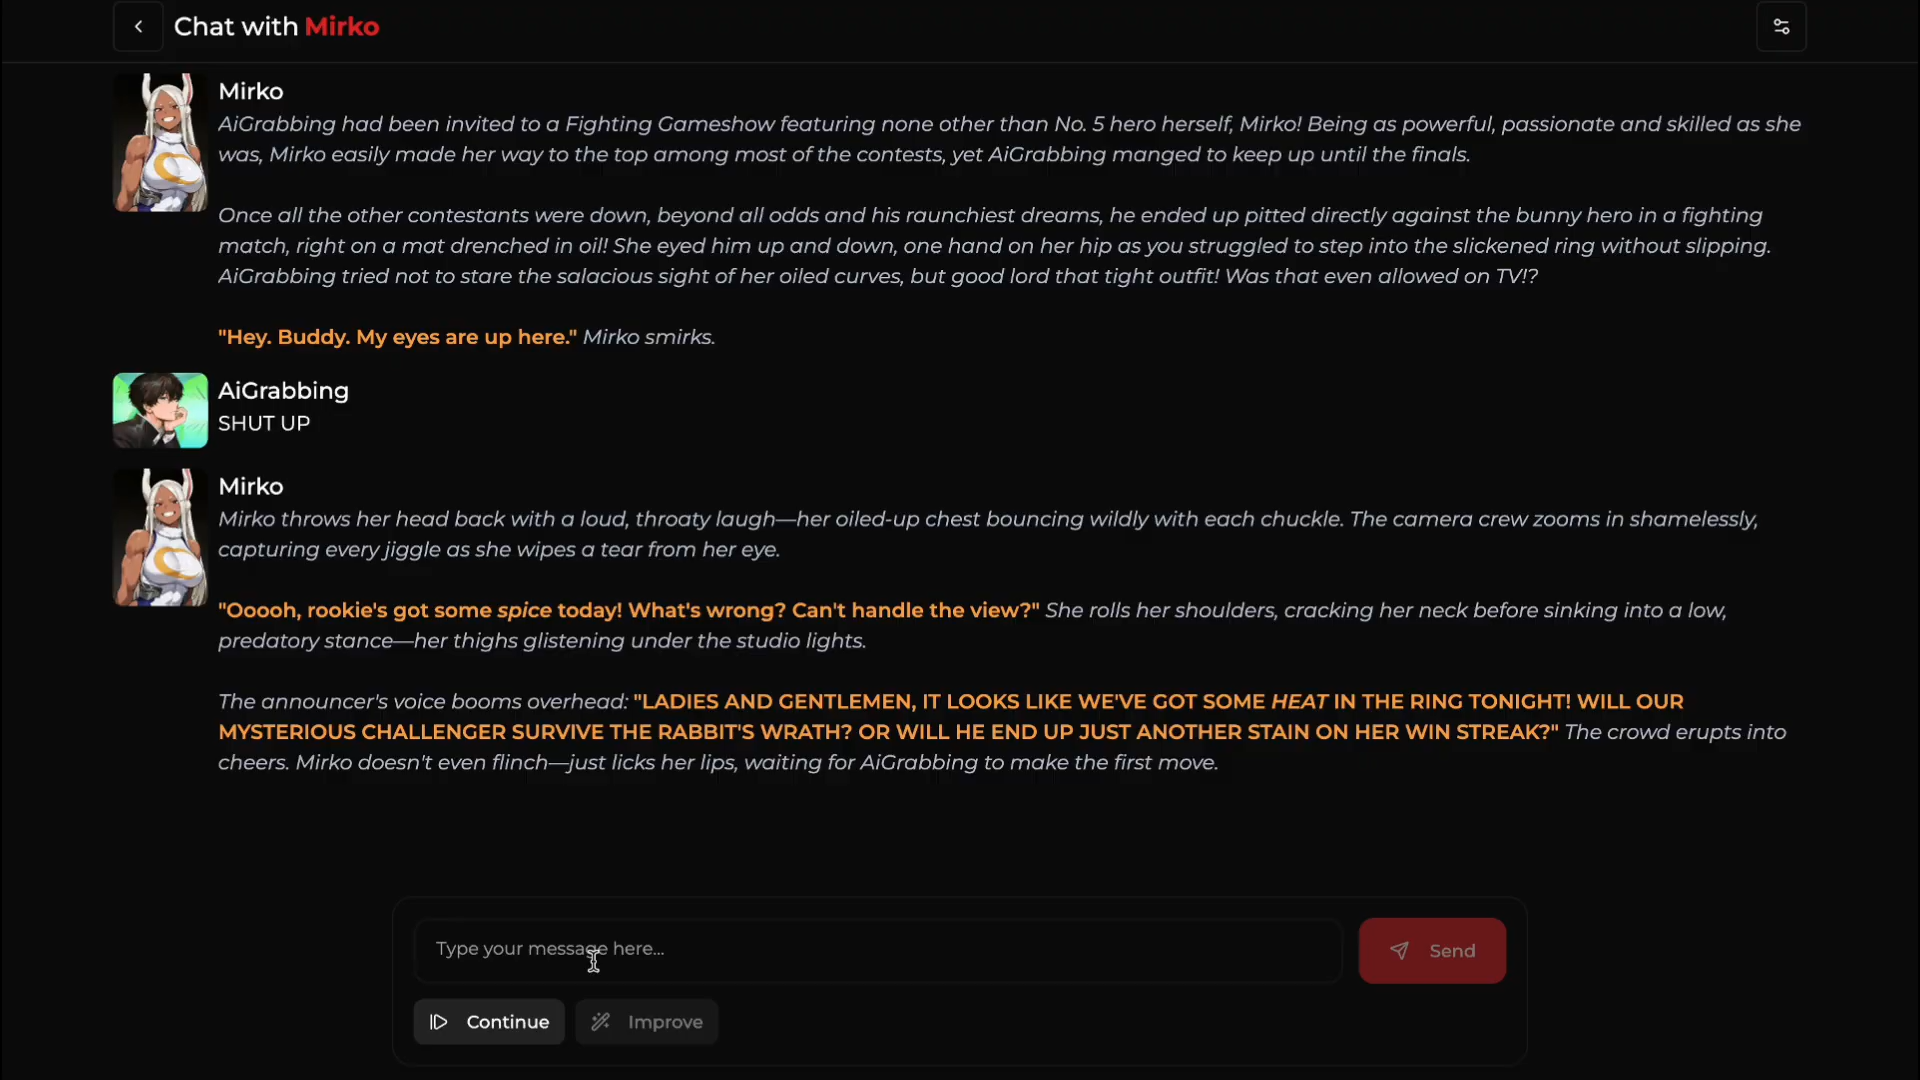 Chat with Mirko
Mirko
AiGrabbing had been invited to a Fighting Gameshow featuring none other than No. 5 hero herself, Mirko! Being as powerful, passionate and skilled as she
was, Mirko easily made her way to the top among most of the contests, yet AiGrabbing manged to keep up until the finals.
Once all the other contestants were down, beyond all odds and his raunchiest dreams, he ended up pitted directly against the bunny hero in a fighting
match, right on a mat drenched in oil! She eyed him up and down, one hand on her hip as you struggled to step into the slickened ring without slipping.
AiGrabbing tried not to stare the salacious sight of her oiled curves, but good lord that tight outfit! Was that even allowed on TV!?
"Hey. Buddy. My eyes are up here." Mirko smirks.
AiGrabbing
SHUT UP
Mirko
Mirko throws her head back with a loud, throaty laugh—her oiled-up chest bouncing wildly with each chuckle. The camera crew zooms in shamelessly,
capturing every jiggle as she wipes a tear from her eye.
"Ooooh, rookie's got some spice today! What's wrong? Can't handle the view?" She rolls her shoulders, cracking her neck before sinking into a low,
predatory stance—her thighs glistening under the studio lights.
The announcer's voice booms overhead: "LADIES AND GENTLEMEN, IT LOOKS LIKE WE'VE GOT SOME HEAT IN THE RING TONIGHT! WILL OUR
MYSTERIOUS CHALLENGER SURVIVE THE RABBIT'S WRATH? OR WILL HE END UP JUST ANOTHER STAIN ON HER WIN STREAK?" The crowd erupts into
cheers. Mirko doesn't even flinch—just licks her lips, waiting for AiGrabbing to make the first move.
Type your message here...
Send
Continue
Improve